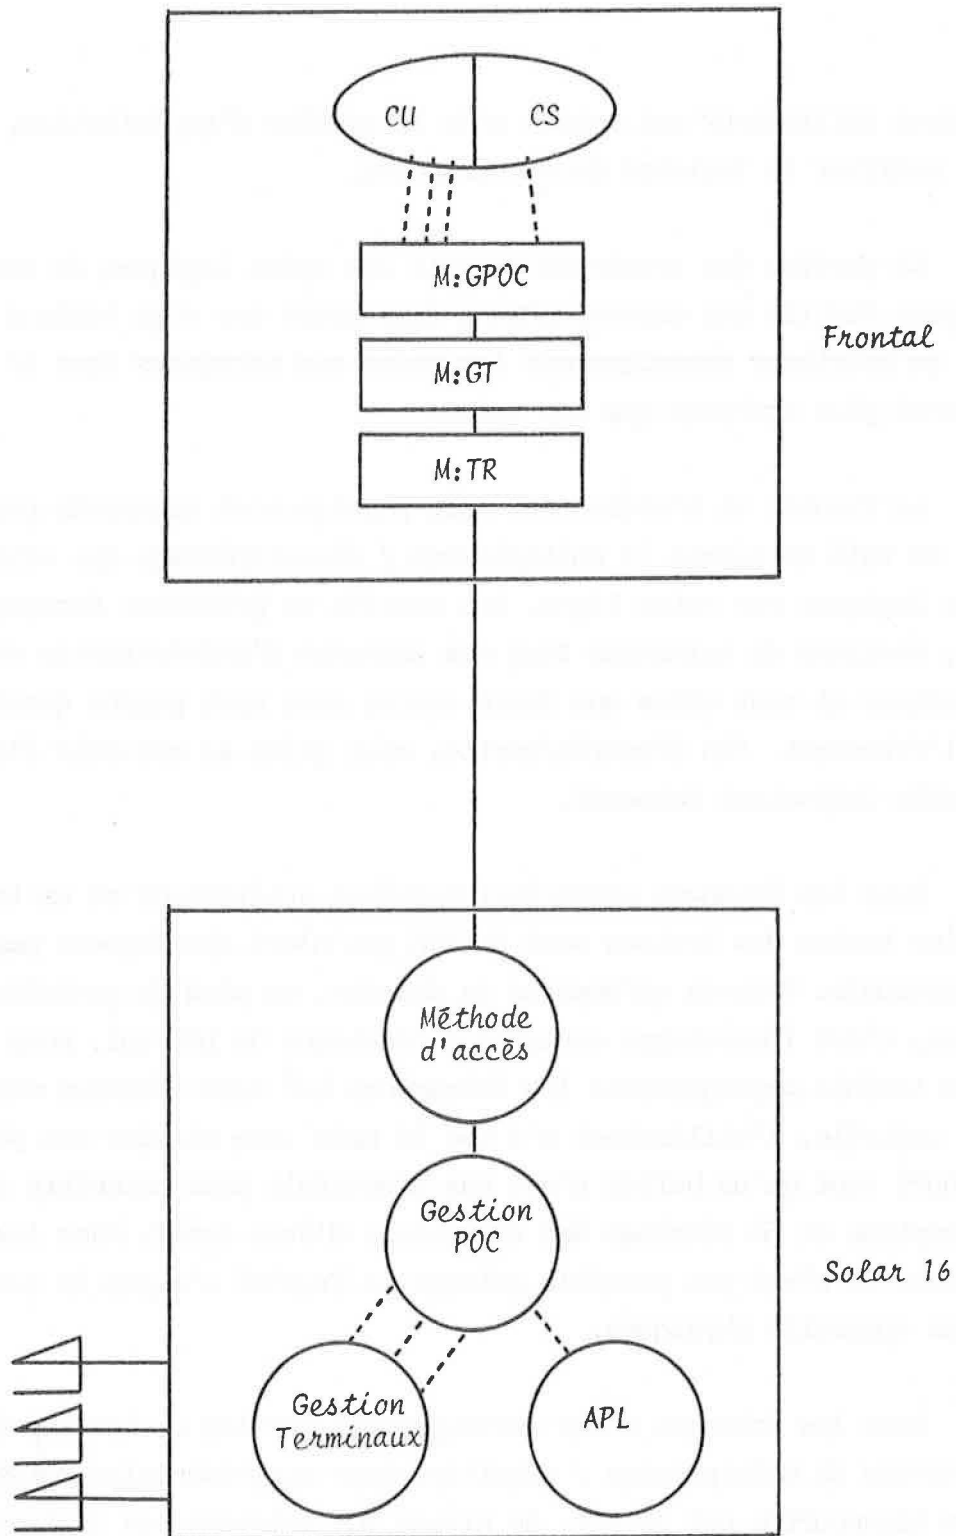 CU
CS
M:GPOC
Frontal
M:GT
M:TR
Méthode
d'accès
Gestion
POC
Solar 16
Gestion
Terminaux
APL